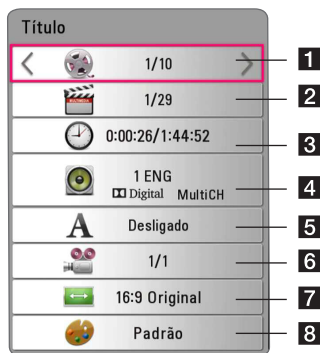 Título
1/10 1
MULTIMEDIA
1/29 2
0:00:26/1:44:52 3
1 ENG
Digital MultiCH 4
A Desligado 5
1/1 6
16:9 Original 7
Padrão 8